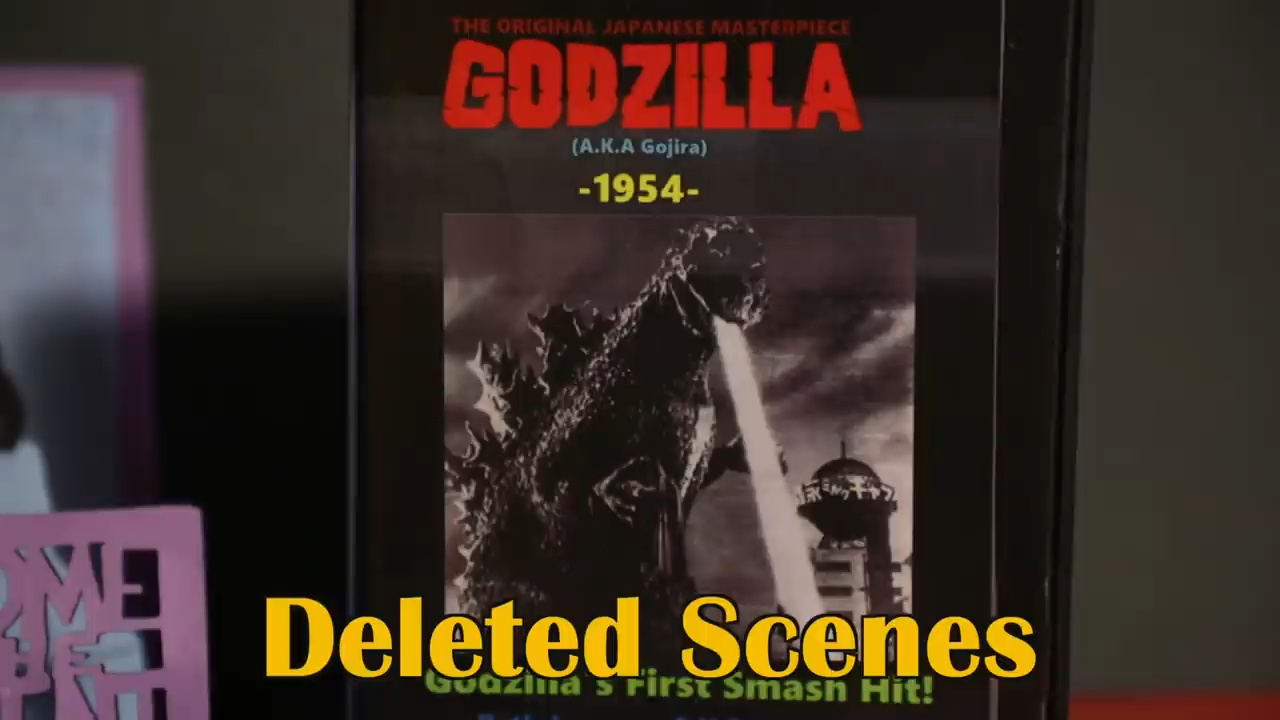 THE ORIGINAL JAPANESE MASTERPIECE
GODZILLA
(A.K.A Gojira)
-1954-
Deleted Scenes
Godzilla's First Smash Hit!